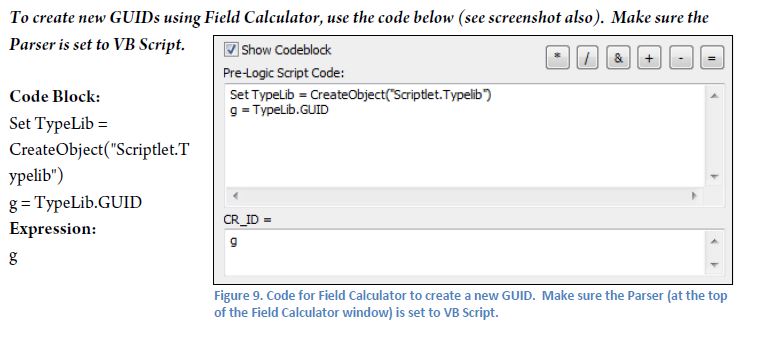 To create new GUIDs using Field Calculator, use the code below (see screenshot also). Make sure the
Parser is set to VB Script.
Code Block:
Set TypeLib =
CreateObject("Scriptlet.T
ypelib")
g = TypeLib.GUID
Expression:
g
Show Codeblock
* / & + - =
Pre-Logic Script Code:
Set TypeLib = CreateObject("Scriptlet.Typelib")
g = TypeLib.GUID
CR_ID =
g
Figure 9. Code for Field Calculator to create a new GUID. Make sure the Parser (at the top
of the Field Calculator window) is set to VB Script.